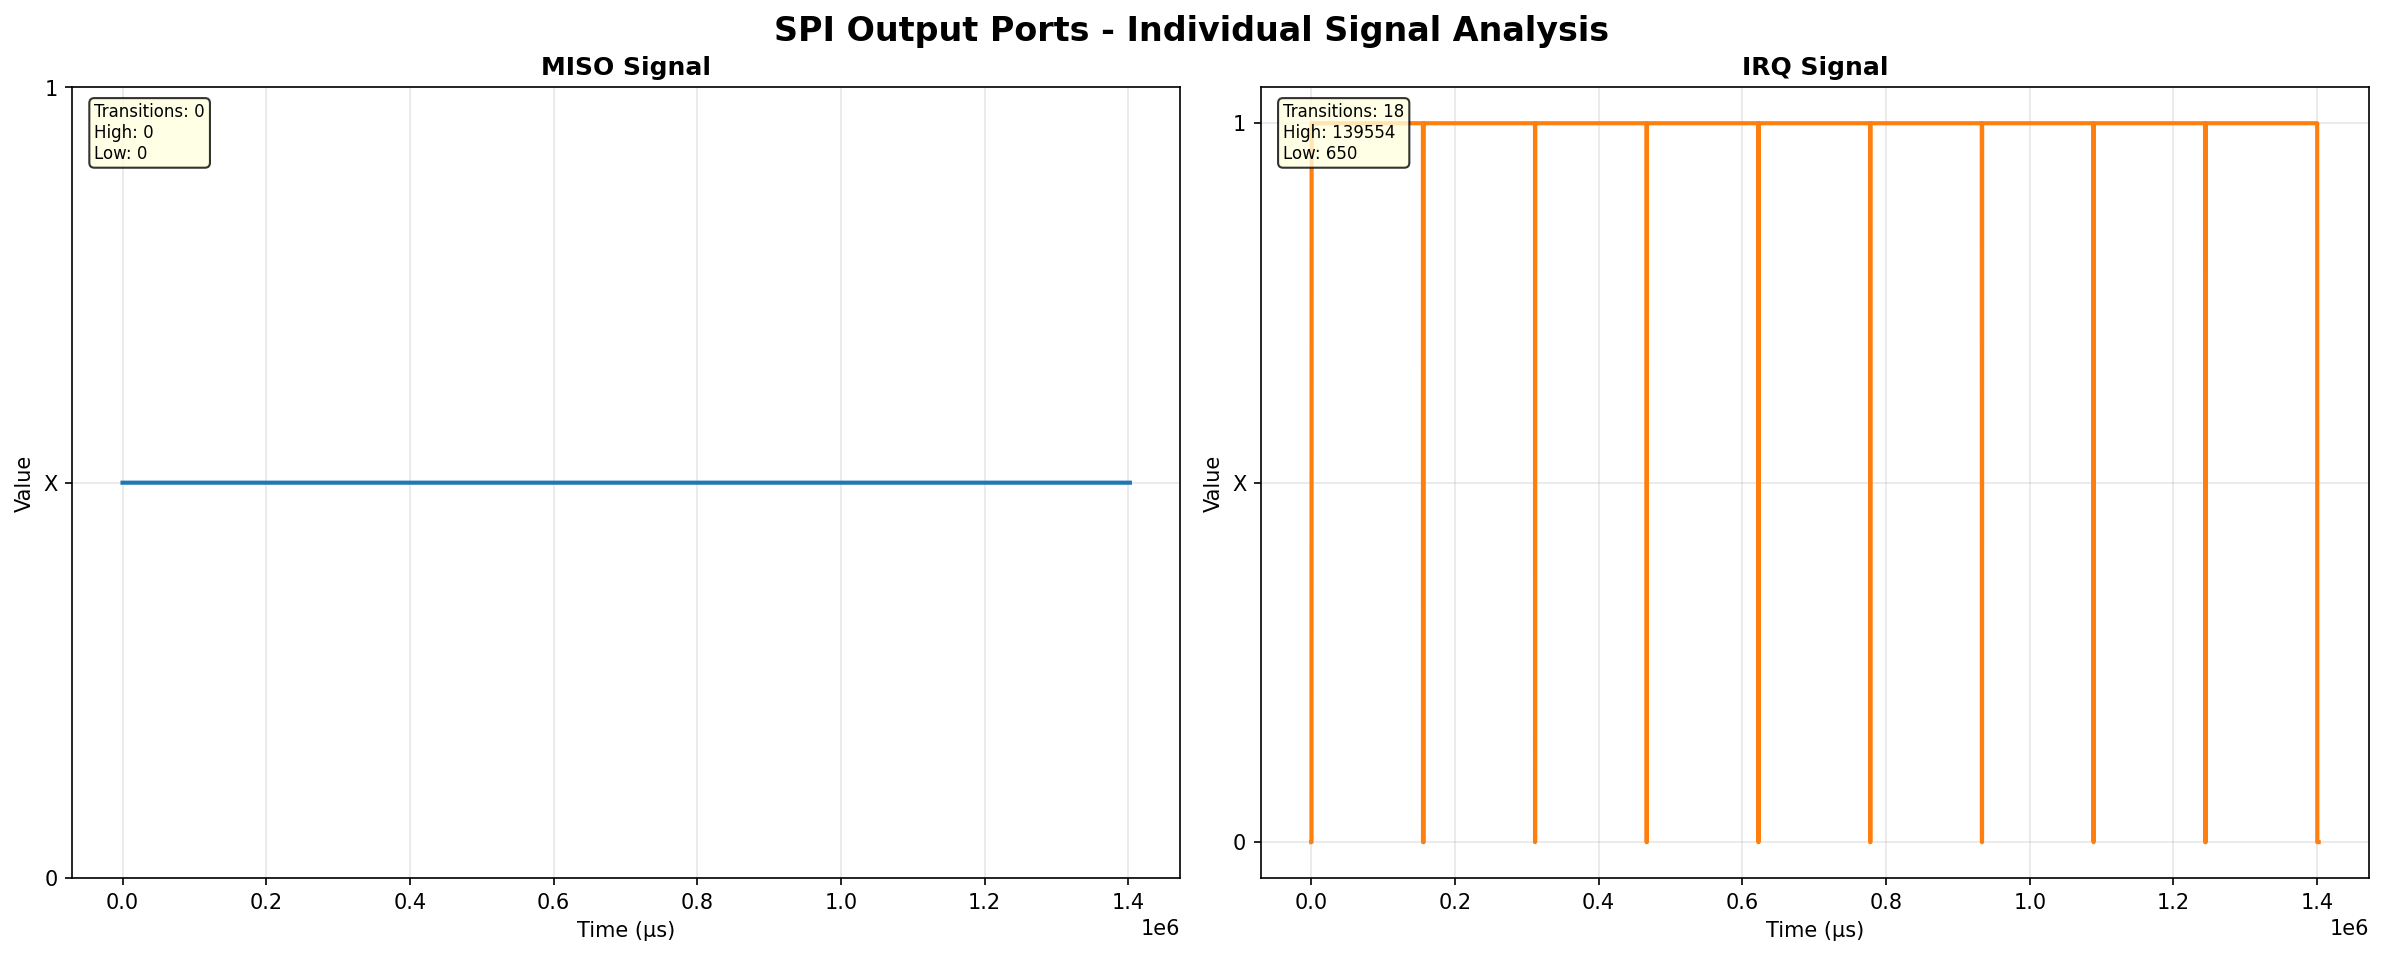 SPI Output Ports - Individual Signal Analysis
MISO Signal
1
X
0
Value
Transitions: 0
High: 0
Low: 0
0.0 0.2 0.4 0.6 0.8 1.0 1.2 1.4
1e6
Time (µs)
IRQ Signal
1
X
0
Value
Transitions: 18
High: 139554
Low: 650
0.0 0.2 0.4 0.6 0.8 1.0 1.2 1.4
1e6
Time (µs)